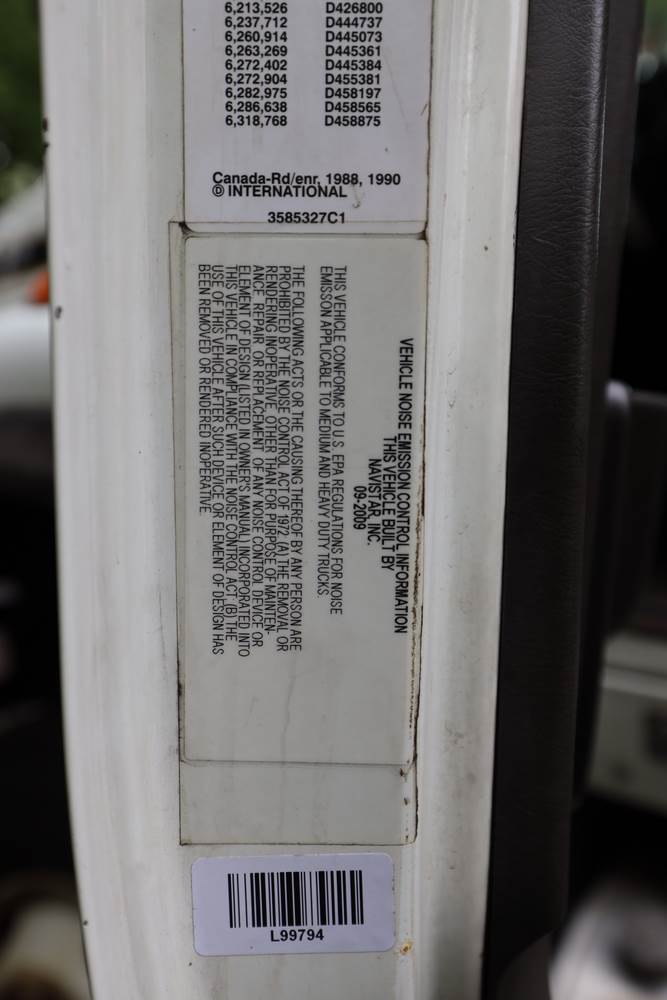 6,213,526 D426800
6,237,712 D444737
6,260,914 D445073
6,263,269 D445361
6,272,402 D445384
6,272,904 D455381
6,282,975 D458197
6,286,638 D458565
6,318,768 D458875
Canada-Rd/enr. 1988, 1990
Ⓓ INTERNATIONAL
3585327C1
VEHICLE NOISE EMISSION CONTROL INFORMATION
THIS VEHICLE BUILT BY
NAVISTAR, INC.
09-2009
THIS VEHICLE CONFORMS TO U.S. EPA REGULATIONS FOR NOISE
EMISSON APPLICABLE TO MEDIUM AND HEAVY DUTY TRUCKS.
THE FOLLOWING ACTS OR THE CAUSING THEREOF BY ANY PERSON ARE
PROHIBITED BY THE NOISE CONTROL ACT OF 1972 (A) THE REMOVAL OR
RENDERING INOPERATIVE, OTHER THAN FOR PURPOSE OF MAINTEN-
ANCE, REPAIR, OR REPLACEMENT, OF ANY NOISE CONTROL DEVICE OR
ELEMENT OF DESIGN (LISTED IN OWNER'S MANUAL) INCORPORATED INTO
THIS VEHICLE IN COMPLIANCE WITH THE NOISE CONTROL ACT, (B) THE
USE OF THIS VEHICLE AFTER SUCH DEVICE OR ELEMENT OF DESIGN HAS
BEEN REMOVED OR RENDERED INOPERATIVE.
L99794